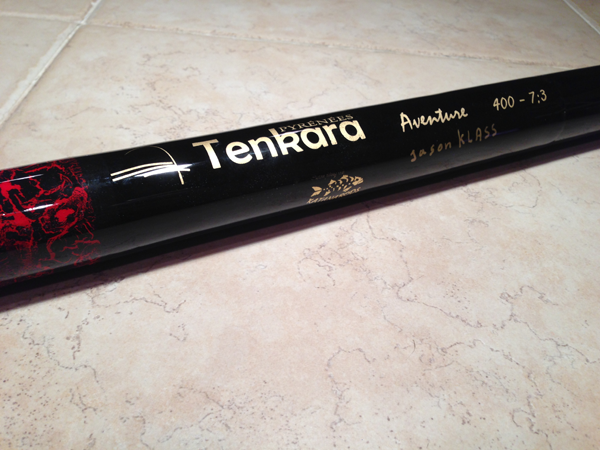 PYRENEES
Tenkara
Aventure 400 - 7:3
Jason KLASS